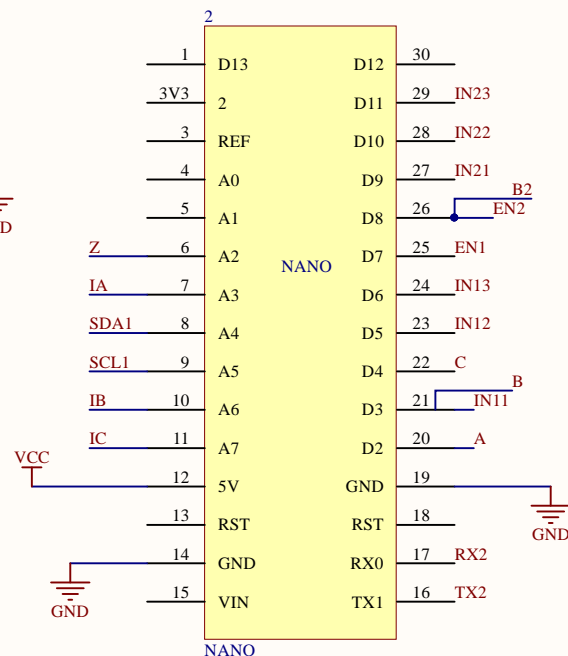 2
1 D13 D12 30
3V3 2 D11 29 IN23
3 REF D10 28 IN22
4 A0 D9 27 IN21
B2
5 A1 D8 26 EN2
D
Z 6 A2 D7 25 EN1
NANO
IA 7 A3 D6 24 IN13
SDA1 8 A4 D5 23 IN12
SCL1 9 A5 D4 22 C
B
IB 10 A6 D3 21 IN11
IC 11 A7 D2 20 A
VCC
12 5V GND 19
13 RST RST 18
GND
14 GND RX0 17 RX2
15 VIN TX1 16 TX2
GND
NANO